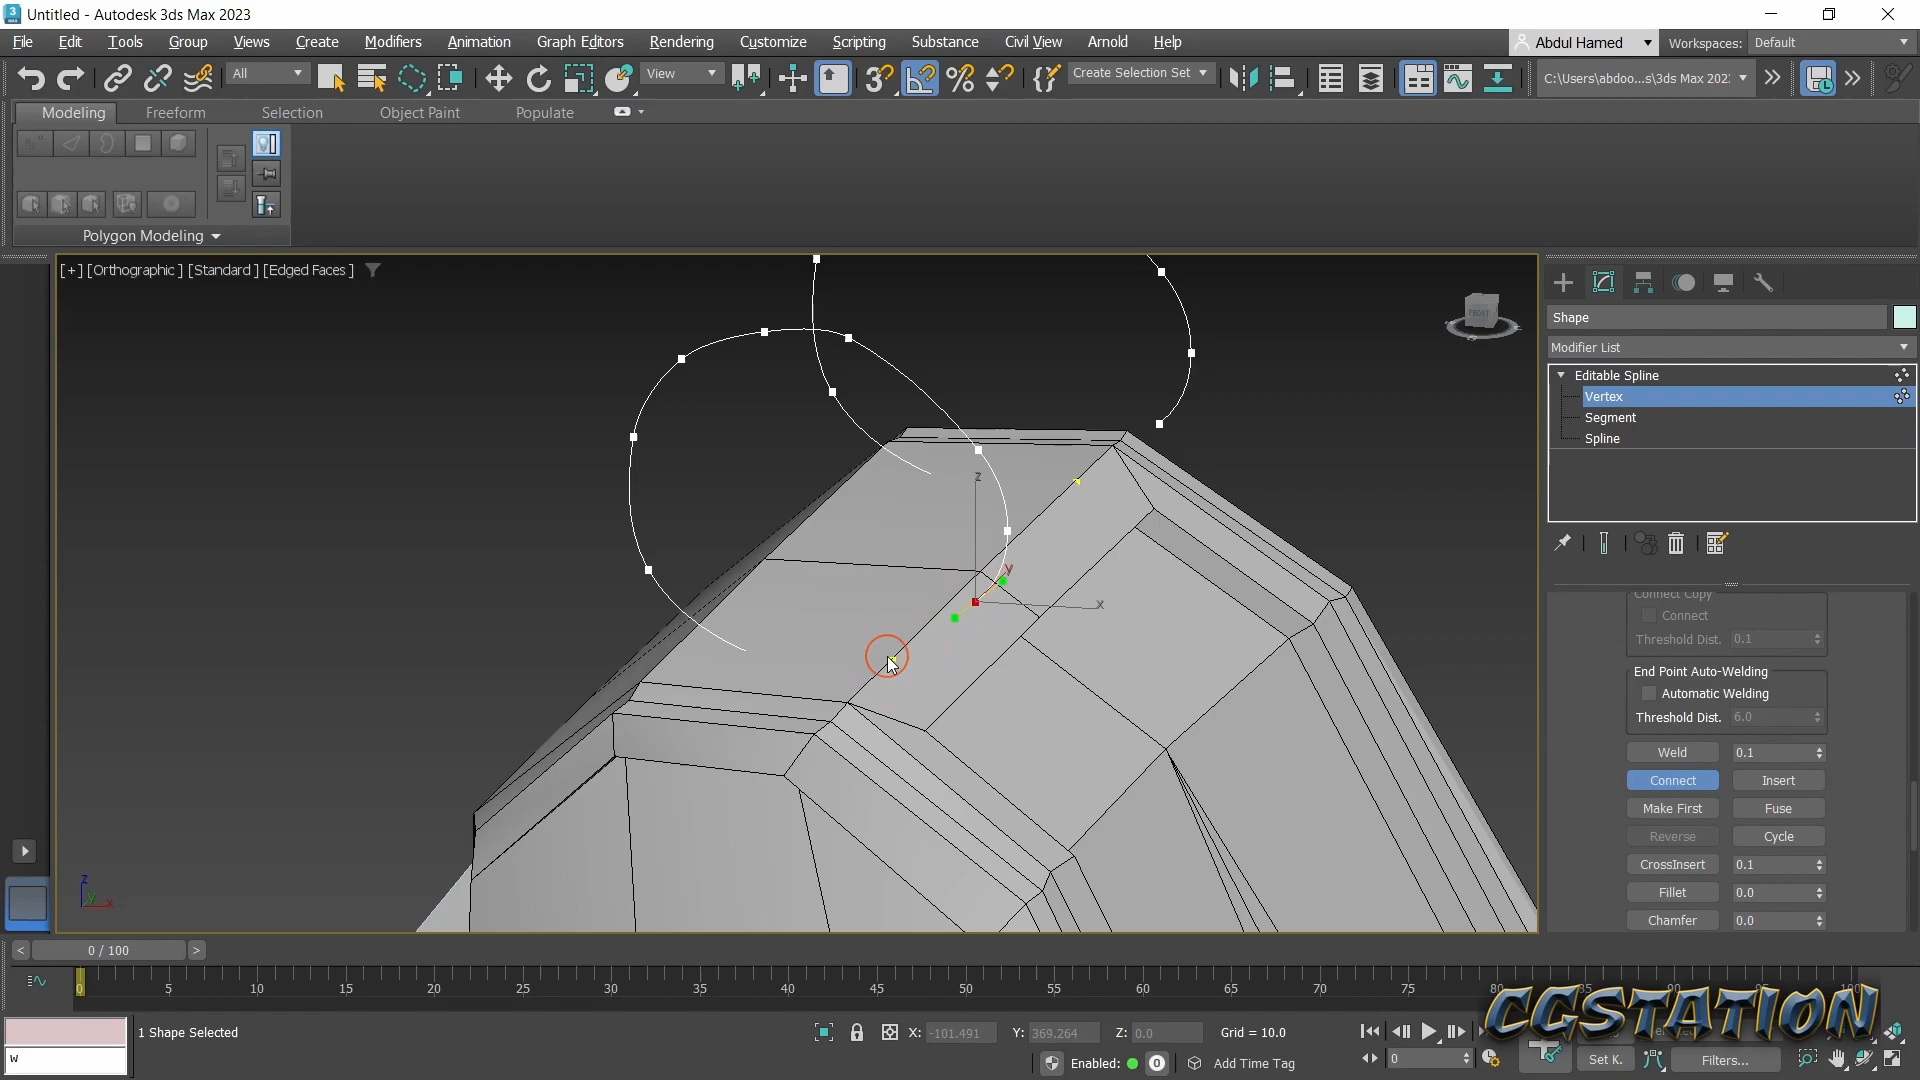 Untitled - Autodesk 3ds Max 2023
File Edit Tools Group Views Create Modifiers Animation Graph Editors Rendering Customize Scripting Substance Civil View Arnold Help
Abdul Hamed
Workspaces: Default
All
View
Create Selection Set
C:\Users\abdoo...s\3ds Max 202
Modeling Freeform Selection Object Paint Populate
Polygon Modeling
[+] [Orthographic ] [Standard ] [Edged Faces ]
FRONT
z
y
x
z
y
x
Shape
Modifier List
Editable Spline
Vertex
Segment
Spline
Connect Copy
Connect
Threshold Dist. 0.1
End Point Auto-Welding
Automatic Welding
Threshold Dist. 6.0
Weld 0.1
Connect Insert
Make First Fuse
Reverse Cycle
CrossInsert 0.1
Fillet 0.0
Chamfer 0.0
< 0 / 100 >
0 5 10 15 20 25 30 35 40 45 50 55 60 65 70 75 80
CGSTATION
w
1 Shape Selected
X: -101.491 Y: 369.264 Z: 0.0 Grid = 10.0
Enabled: 0 Add Time Tag
0
Set K. Filters...